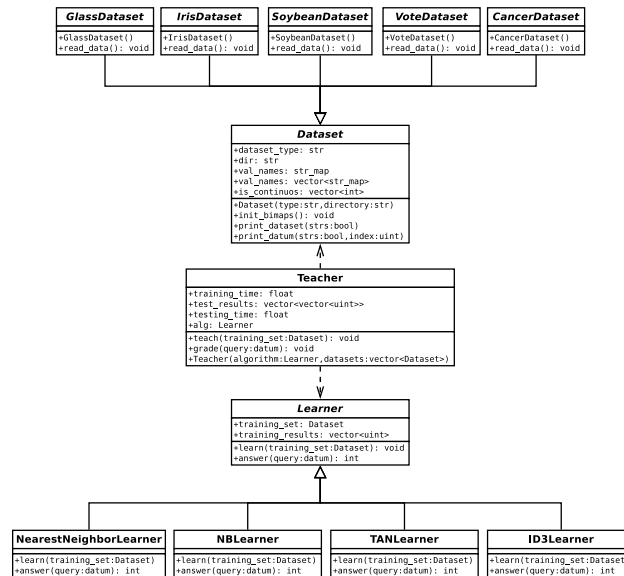 GlassDataset
+GlassDataset()
+read_data(): void
IrisDataset
+IrisDataset()
+read_data(): void
SoybeanDataset
+SoybeanDataset()
+read_data(): void
VoteDataset
+VoteDataset()
+read_data(): void
CancerDataset
+CancerDataset()
+read_data(): void
Dataset
+dataset_type: str
+dir: str
+val_names: str_map
+val_names: vector<str_map>
+is_continuos: vector<int>
+Dataset(type:str,directory:str)
+init_bimaps(): void
+print_dataset(strs:bool)
+print_datum(strs:bool,index:uint)
Teacher
+training_time: float
+test_results: vector<vector<uint>>
+testing_time: float
+alg: Learner
+teach(training_set:Dataset): void
+grade(query:datum): void
+Teacher(algorithm:Learner,datasets:vector<Dataset>)
Learner
+training_set: Dataset
+training_results: vector<uint>
+learn(training_set:Dataset): void
+answer(query:datum): int
NearestNeighborLearner
+learn(training_set:Dataset)
+answer(query:datum): int
NBLearner
+learn(training_set:Dataset)
+answer(query:datum): int
TANLearner
+learn(training_set:Dataset)
+answer(query:datum): int
ID3Learner
+learn(training_set:Dataset)
+answer(query:datum): int